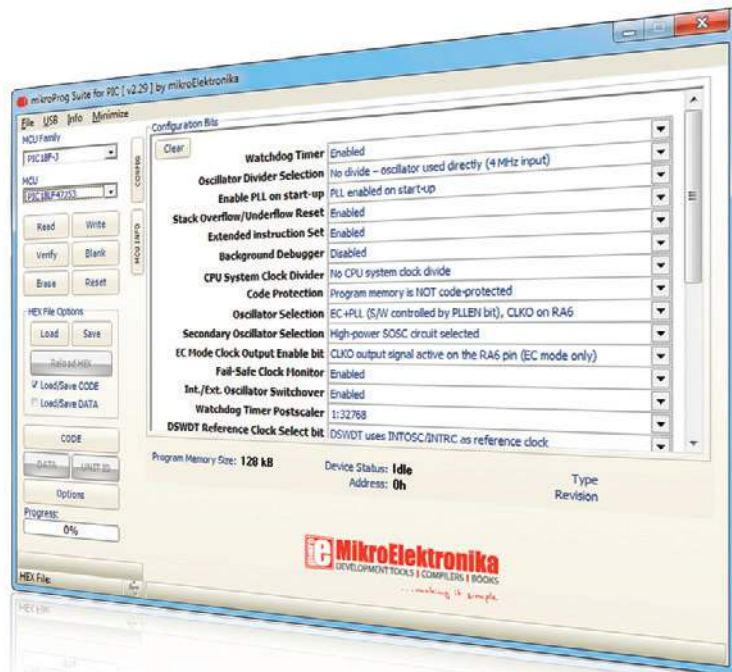 mikroProg Suite for PIC [ v2.29 ] by mikroElektronika
File USB Info Minimize
MCU Family
PIC18F-J
MCU
PIC18LF47J53
Read Write
Verify Blank
Erase Reset
HEX File Options
Load Save
Reload HEX
Load/Save CODE
Load/Save DATA
CODE
DATA UNIT ID
Options
Progress:
0%
HEX File:
CONFIG
MCU INFO
Configuration Bits
Clear
Watchdog Timer Enabled
Oscillator Divider Selection No divide – oscillator used directly (4 MHz input)
Enable PLL on start-up PLL enabled on start-up
Stack Overflow/Underflow Reset Enabled
Extended Instruction Set Enabled
Background Debugger Disabled
CPU System Clock Divider No CPU system clock divide
Code Protection Program memory is NOT code-protected
Oscillator Selection EC+PLL (S/W controlled by PLLEN bit), CLKO on RA6
Secondary Oscillator Selection High-power SOSC circuit selected
EC Mode Clock Output Enable bit CLKO output signal active on the RA6 pin (EC mode only)
Fail-Safe Clock Monitor Enabled
Int./Ext. Oscillator Switchover Enabled
Watchdog Timer Postscaler 1:32768
DSWDT Reference Clock Select bit DSWDT uses INTOSC/INTRC as reference clock
Program Memory Size: 128 kB
Device Status: Idle
Address: 0h
Type
Revision
MikroElektronika
DEVELOPMENT TOOLS | COMPILERS | BOOKS
...making it simple